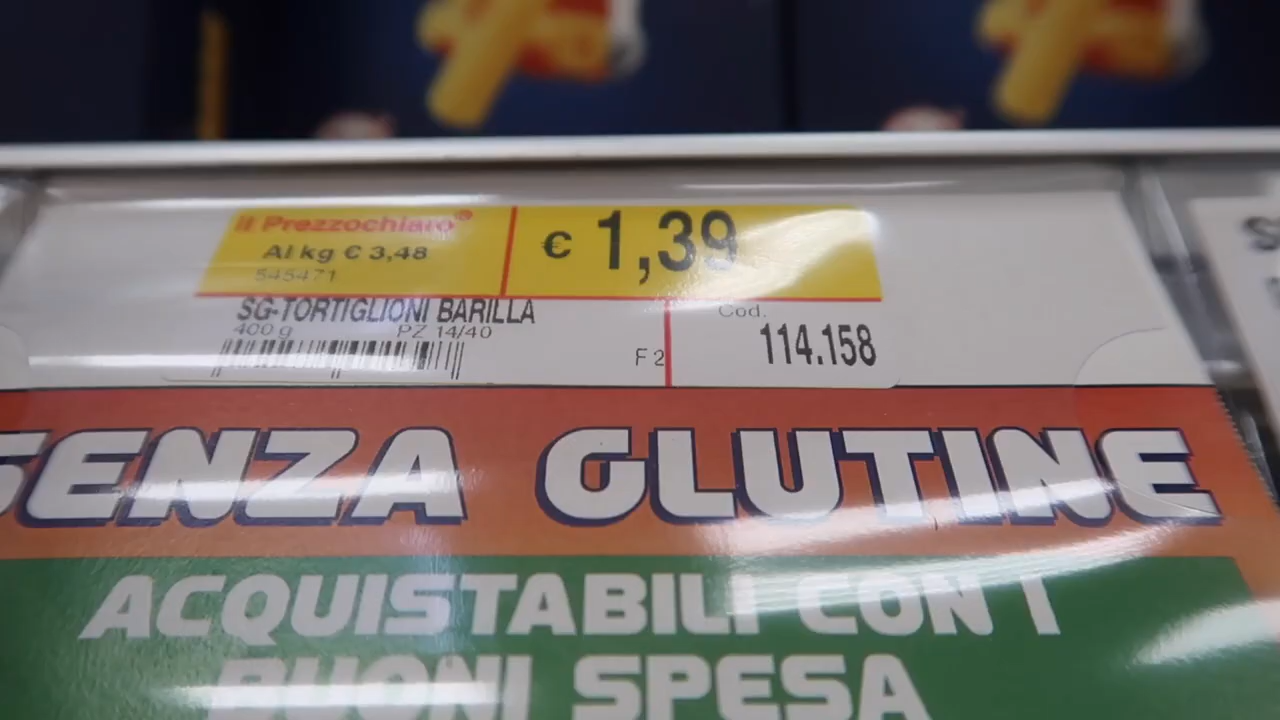 il Prezzochiaro®
Al kg € 3,48
€ 1,39
545471
SG-TORTIGLIONI BARILLA
400 g PZ 14/40
F 2
Cod.
114.158
SENZA GLUTINE
ACQUISTABILI CON I
BUONI SPESA